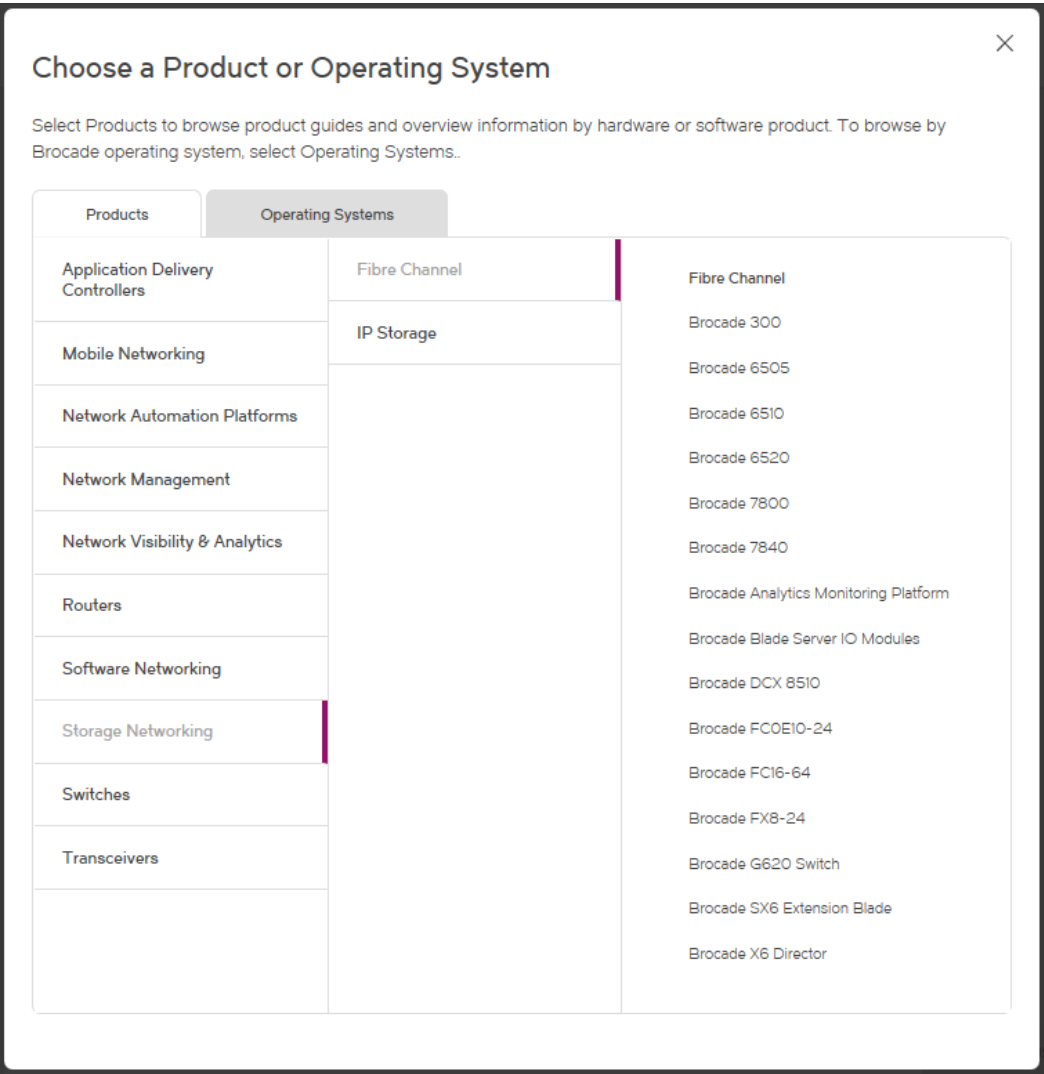 Choose a Product or Operating System
Select Products to browse product guides and overview information by hardware or software product. To browse by
Brocade operating system, select Operating Systems..
Products
Operating Systems
Application Delivery
Controllers
Mobile Networking
Network Automation Platforms
Network Management
Network Visibility & Analytics
Routers
Software Networking
Storage Networking
Switches
Transceivers
Fibre Channel
IP Storage
Fibre Channel
Brocade 300
Brocade 6505
Brocade 6510
Brocade 6520
Brocade 7800
Brocade 7840
Brocade Analytics Monitoring Platform
Brocade Blade Server IO Modules
Brocade DCX 8510
Brocade FCOE10-24
Brocade FC16-64
Brocade FX8-24
Brocade G620 Switch
Brocade SX6 Extension Blade
Brocade X6 Director